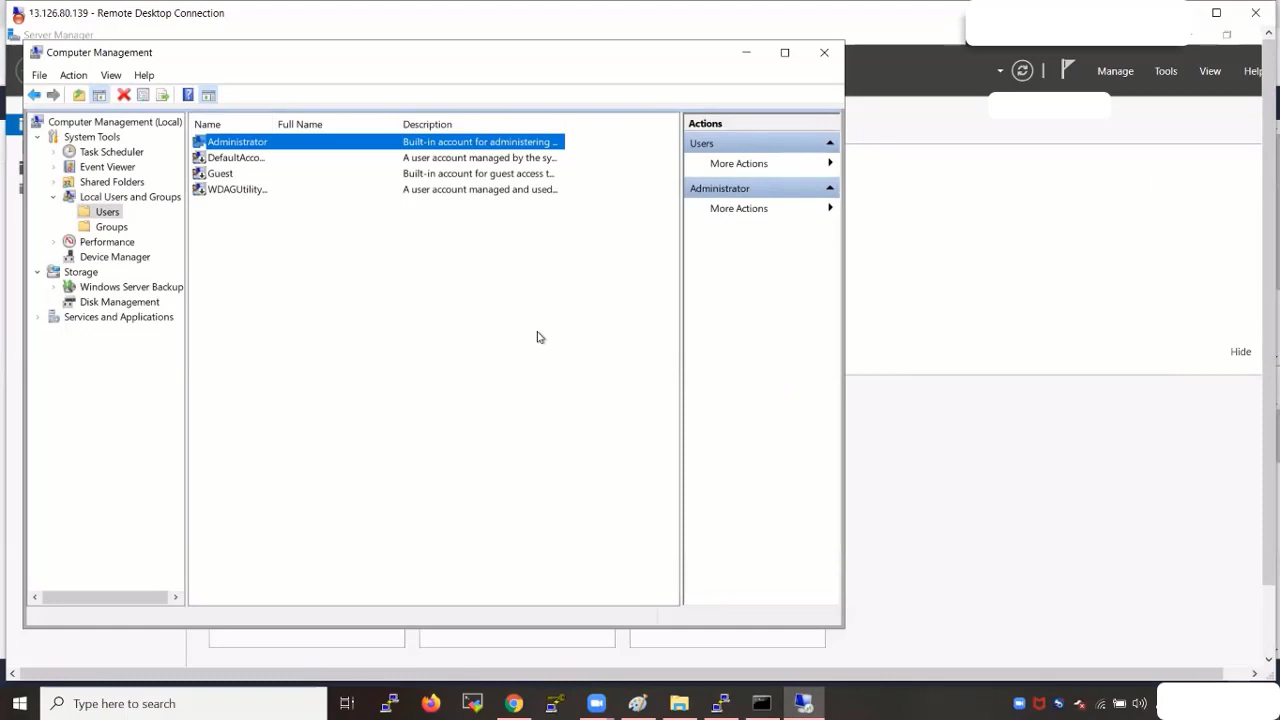 13.126.80.139 - Remote Desktop Connection
Server Manager
Computer Management
Manage Tools View Help
File Action View Help
Computer Management (Local)
System Tools
Task Scheduler
Event Viewer
Shared Folders
Local Users and Groups
Users
Groups
Performance
Device Manager
Storage
Windows Server Backup
Disk Management
Services and Applications
Name Full Name Description
Administrator Built-in account for administering ...
DefaultAcco... A user account managed by the sy...
Guest Built-in account for guest access t...
WDAGUtility... A user account managed and used...
Actions
Users
More Actions
Administrator
More Actions
Hide
Type here to search